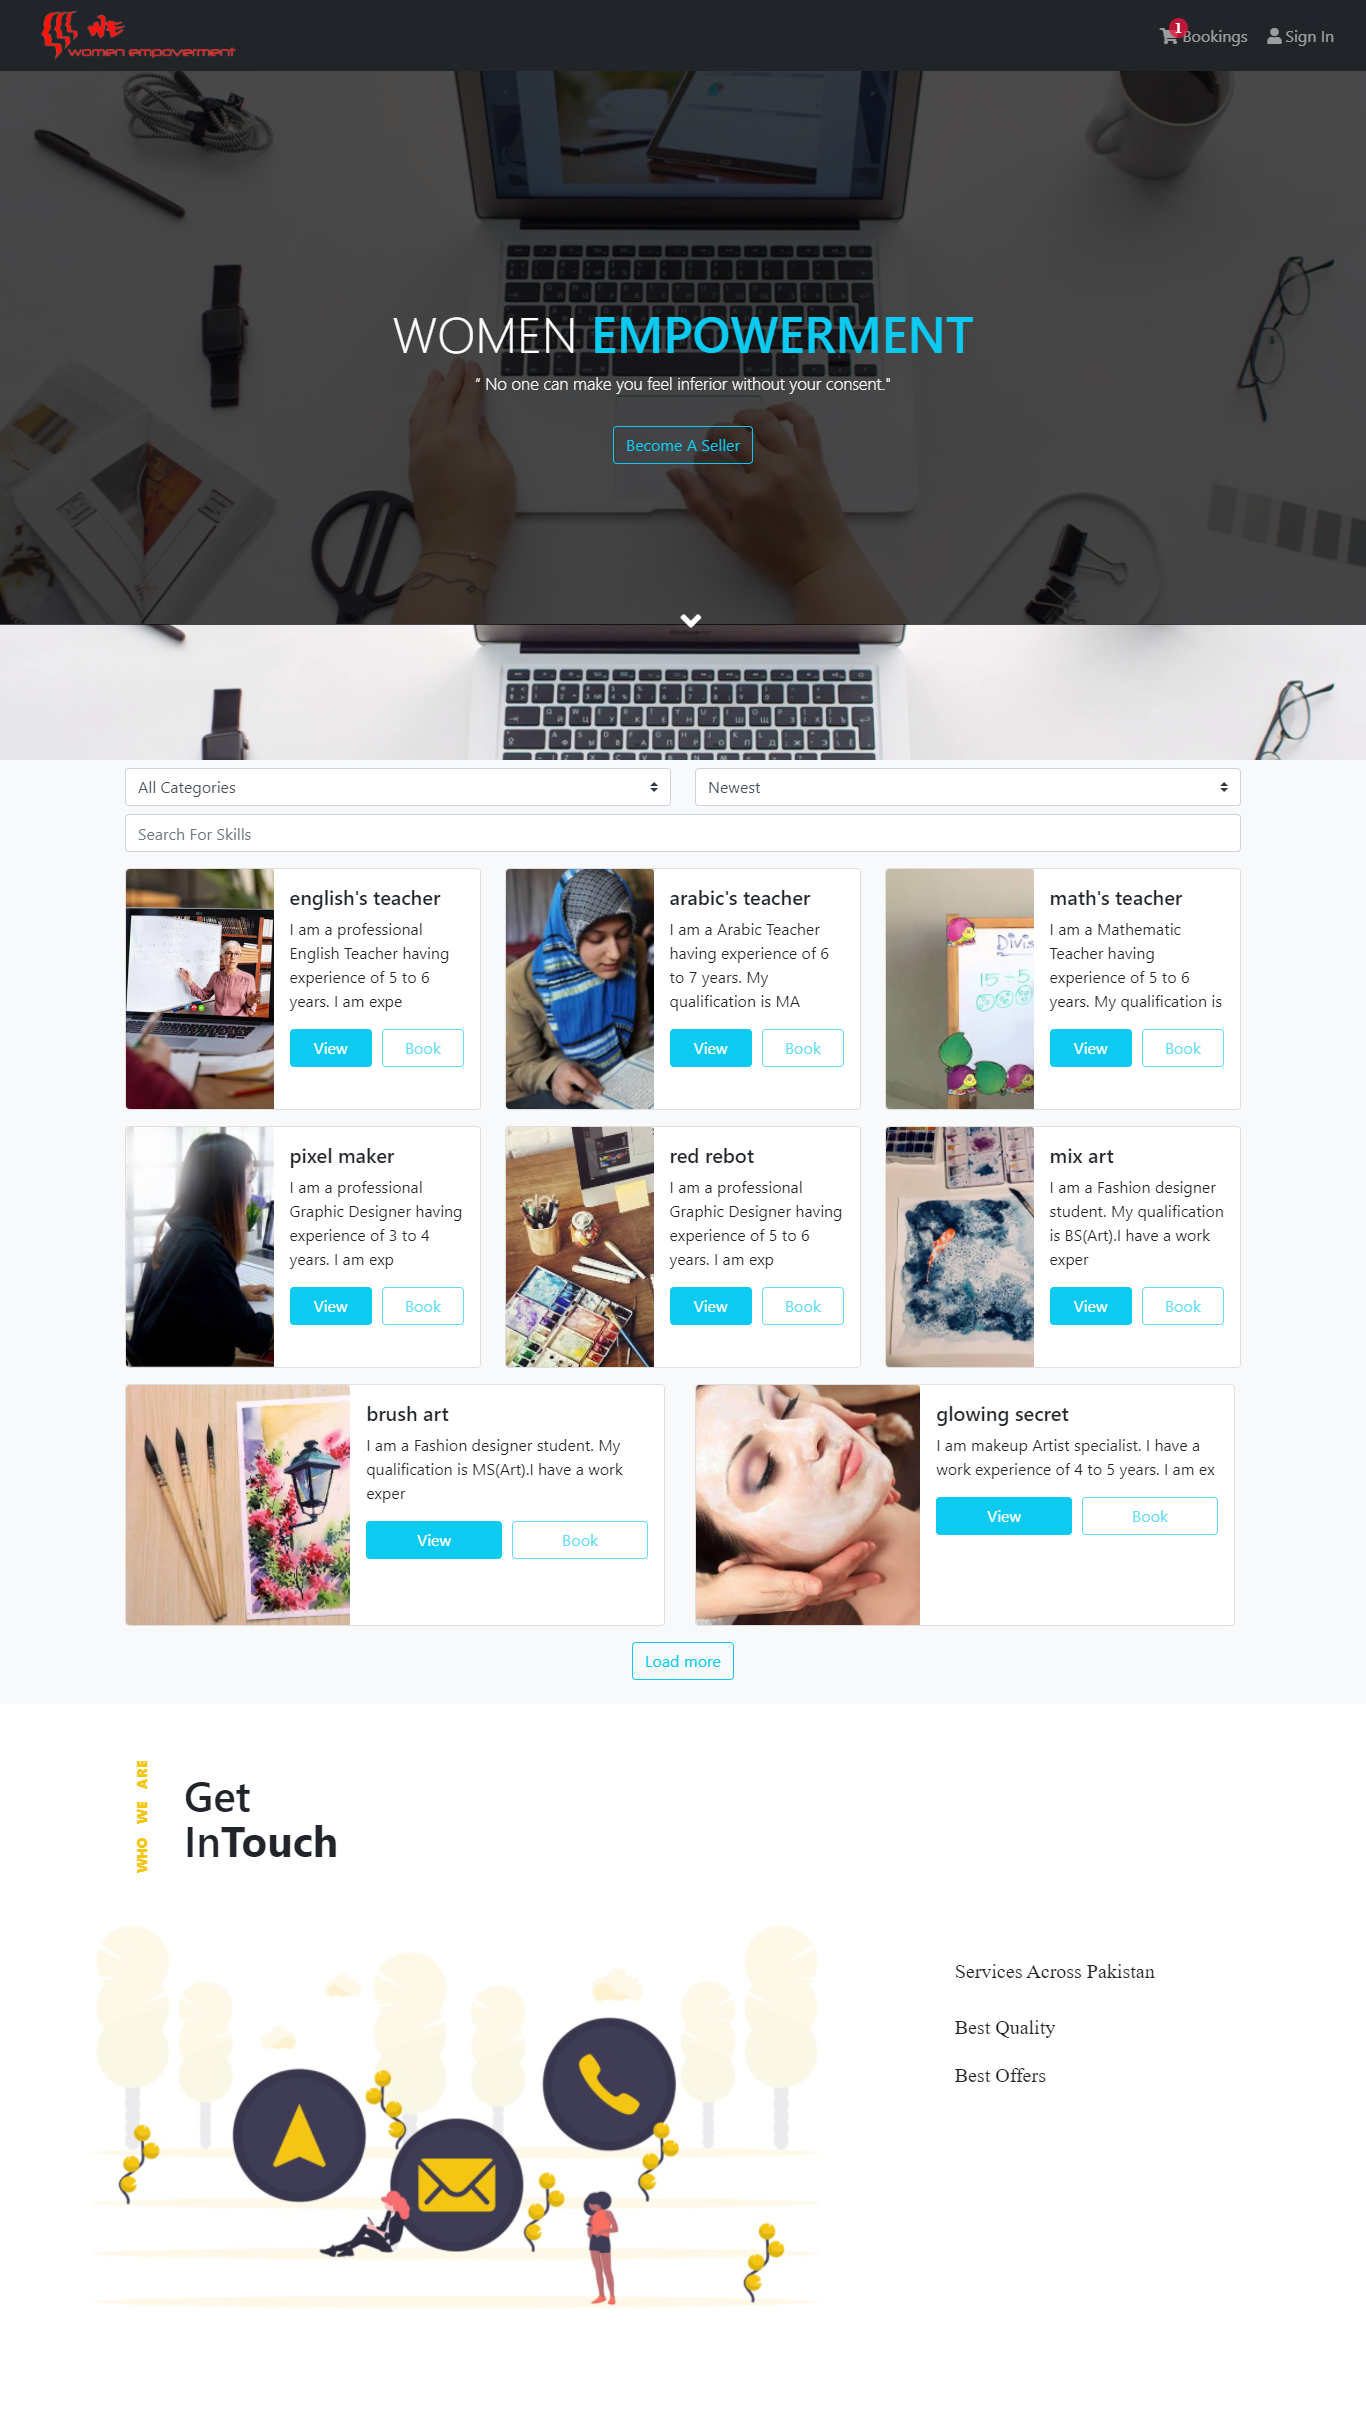 WE
women empoverment
1
Bookings
Sign In
WOMEN EMPOWERMENT
“ No one can make you feel inferior without your consent."
Become A Seller
All Categories
Newest
Search For Skills
english's teacher
I am a professional
English Teacher having
experience of 5 to 6
years. I am expe
View
Book
arabic's teacher
I am a Arabic Teacher
having experience of 6
to 7 years. My
qualification is MA
View
Book
Divis
15 ÷ 5
math's teacher
I am a Mathematic
Teacher having
experience of 5 to 6
years. My qualification is
View
Book
pixel maker
I am a professional
Graphic Designer having
experience of 3 to 4
years. I am exp
View
Book
red rebot
I am a professional
Graphic Designer having
experience of 5 to 6
years. I am exp
View
Book
mix art
I am a Fashion designer
student. My qualification
is BS(Art).I have a work
exper
View
Book
brush art
I am a Fashion designer student. My
qualification is MS(Art).I have a work
exper
View
Book
glowing secret
I am makeup Artist specialist. I have a
work experience of 4 to 5 years. I am ex
View
Book
Load more
WHO WE ARE
Get
InTouch
Services Across Pakistan
Best Quality
Best Offers